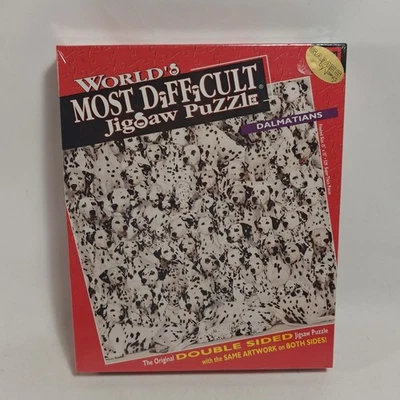 WORLD'S
MOST DiFFiCULT
JigSaw PuzzLe®
DALMATIANS
The Original DOUBLE SIDED Jigsaw Puzzle
with the SAME ARTWORK on BOTH SIDES!